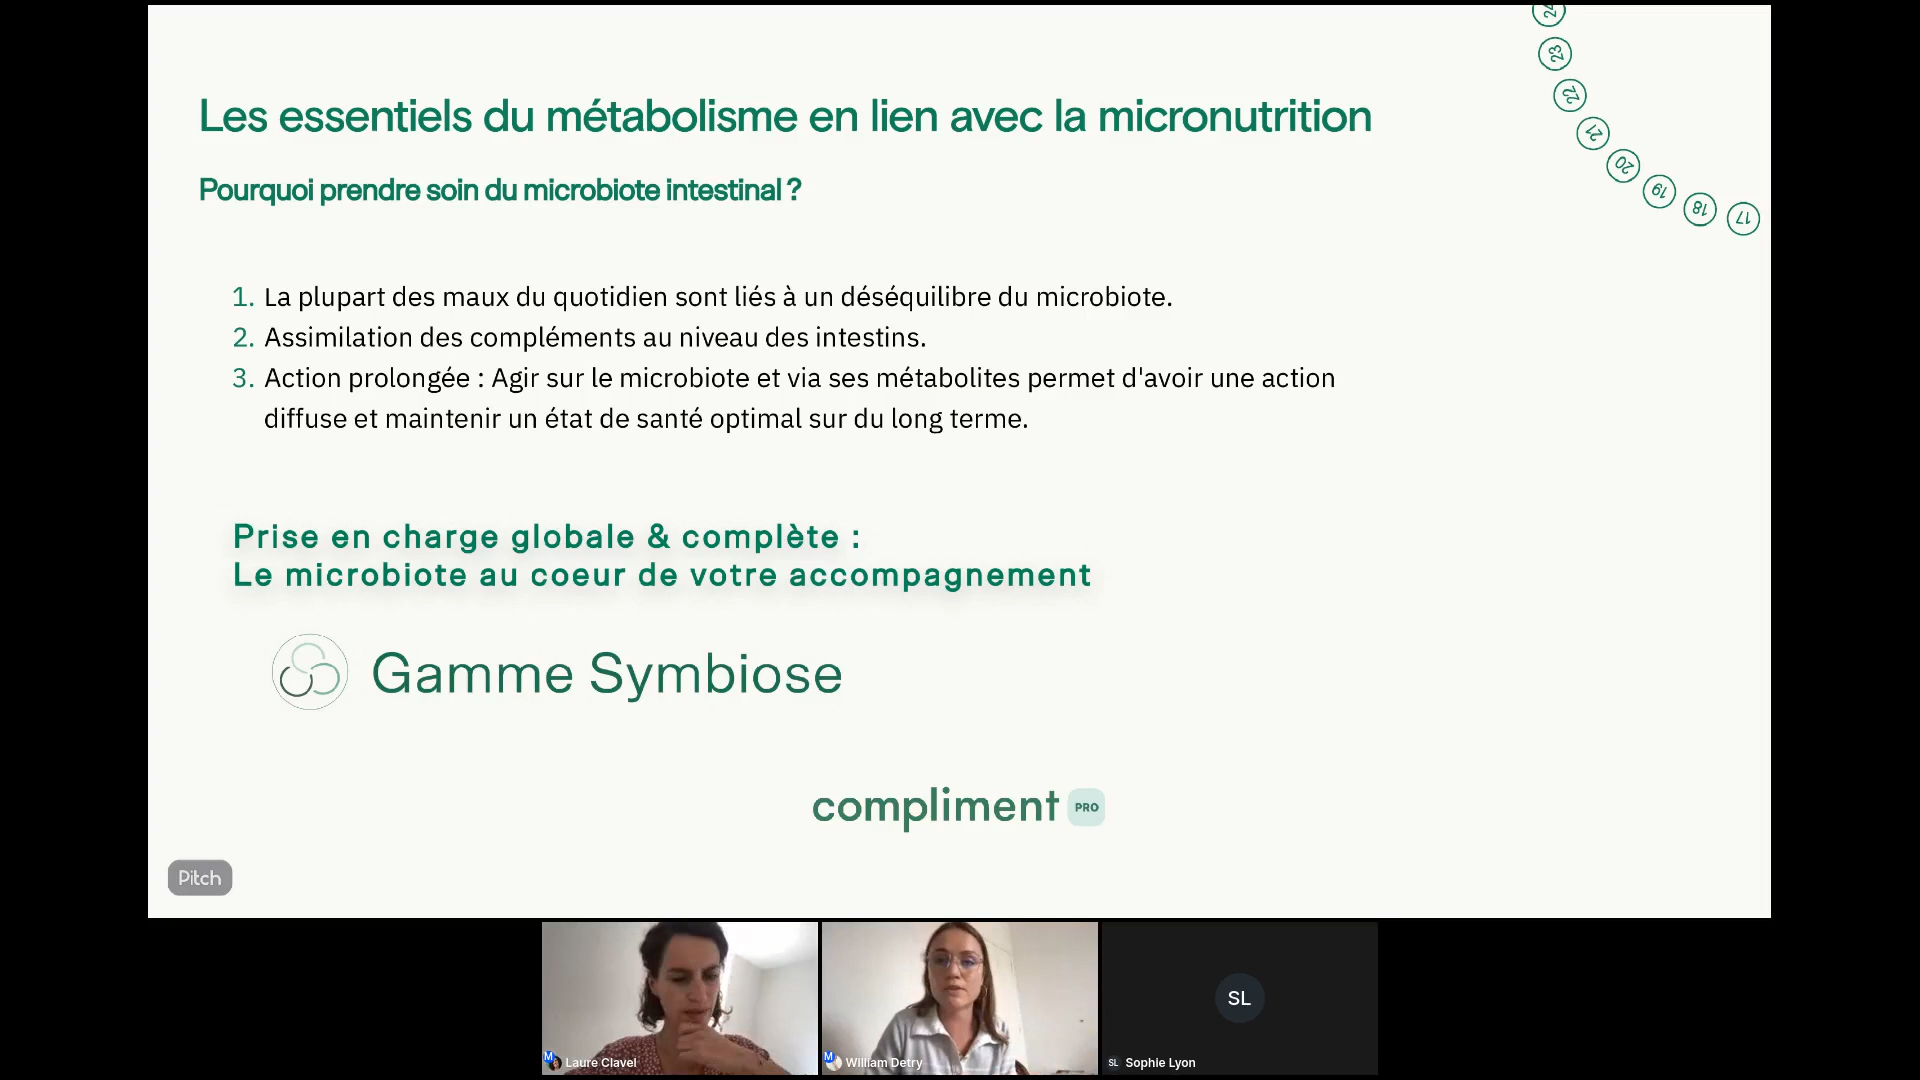 Les essentiels du métabolisme en lien avec la micronutrition
Pourquoi prendre soin du microbiote intestinal ?
24
23
22
21
20
19
18
17
1. La plupart des maux du quotidien sont liés à un déséquilibre du microbiote.
2. Assimilation des compléments au niveau des intestins.
3. Action prolongée : Agir sur le microbiote et via ses métabolites permet d'avoir une action
diffuse et maintenir un état de santé optimal sur du long terme.
Prise en charge globale & complète :
Le microbiote au coeur de votre accompagnement
Gamme Symbiose
compliment PRO
Pitch
M Laure Clavel
M William Detry
SL
SL Sophie Lyon